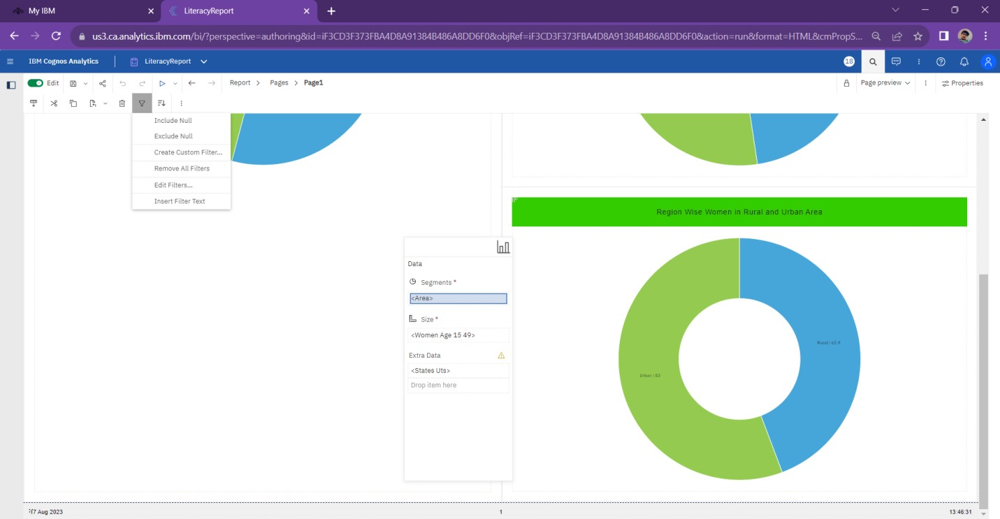 My IBM
LiteracyReport
us3.ca.analytics.ibm.com/bi/?perspective=authoring&id=iF3CD3F373FBA4D8A91384B486A8DD6F0&objRef=iF3CD3F373FBA4D8A91384B486A8DD6F0&action=run&format=HTML&cmPropS...
IBM Cognos Analytics
LiteracyReport
18
Edit
Report > Pages > Page1
Page preview
Properties
Include Null
Exclude Null
Create Custom Filter...
Remove All Filters
Edit Filters...
Insert Filter Text
Region Wise Women in Rural and Urban Area
Data
Segments *
<Area>
Size *
<Women Age 15 49>
Extra Data
<States Uts>
Drop item here
Rural | 65.9
Urban | 83
17 Aug 2023
1
13:46:31